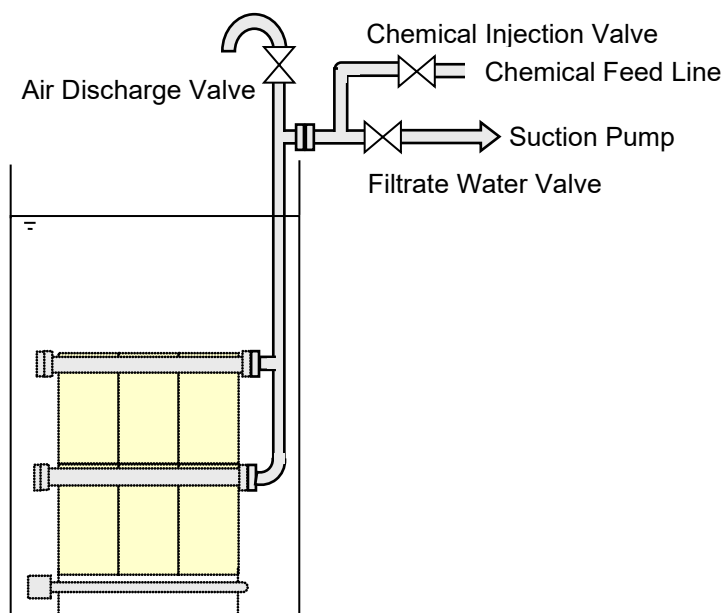 Chemical Injection Valve
Chemical Feed Line
Air Discharge Valve
Suction Pump
Filtrate Water Valve